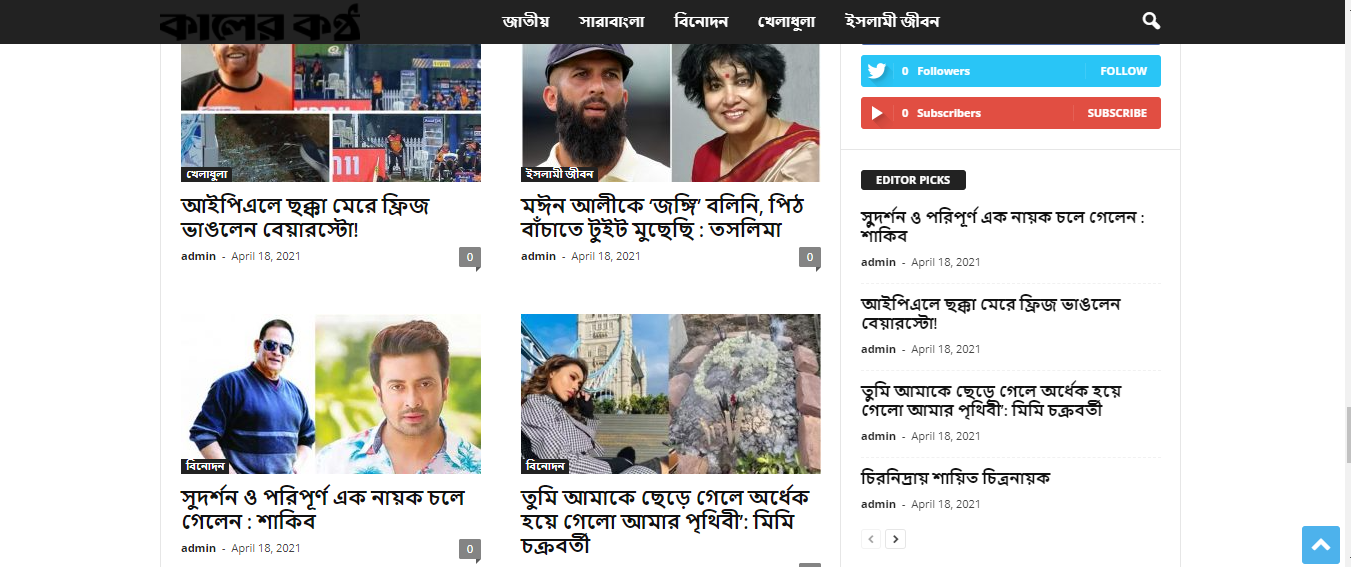 কালের কণ্ঠ
জাতীয় সারাবাংলা বিনোদন খেলাধুলা ইসলামী জীবন
খেলাধুলা
আইপিএলে ছক্কা মেরে ফ্রিজ
ভাঙলেন বেয়ারস্টো!
admin - April 18, 2021
0
ইসলামী জীবন
মঈন আলীকে ‘জঙ্গি’ বলিনি, পিঠ
বাঁচাতে টুইট মুছেছি : তসলিমা
admin - April 18, 2021
0
বিনোদন
সুদর্শন ও পরিপূর্ণ এক নায়ক চলে
গেলেন : শাকিব
admin - April 18, 2021
0
বিনোদন
তুমি আমাকে ছেড়ে গেলে অর্ধেক
হয়ে গেলো আমার পৃথিবী’: মিমি
চক্রবর্তী
0 Followers FOLLOW
0 Subscribers SUBSCRIBE
EDITOR PICKS
সুদর্শন ও পরিপূর্ণ এক নায়ক চলে গেলেন :
শাকিব
admin - April 18, 2021
আইপিএলে ছক্কা মেরে ফ্রিজ ভাঙলেন
বেয়ারস্টো!
admin - April 18, 2021
তুমি আমাকে ছেড়ে গেলে অর্ধেক হয়ে
গেলো আমার পৃথিবী’: মিমি চক্রবর্তী
admin - April 18, 2021
চিরনিদ্রায় শায়িত চিত্রনায়ক
admin - April 18, 2021